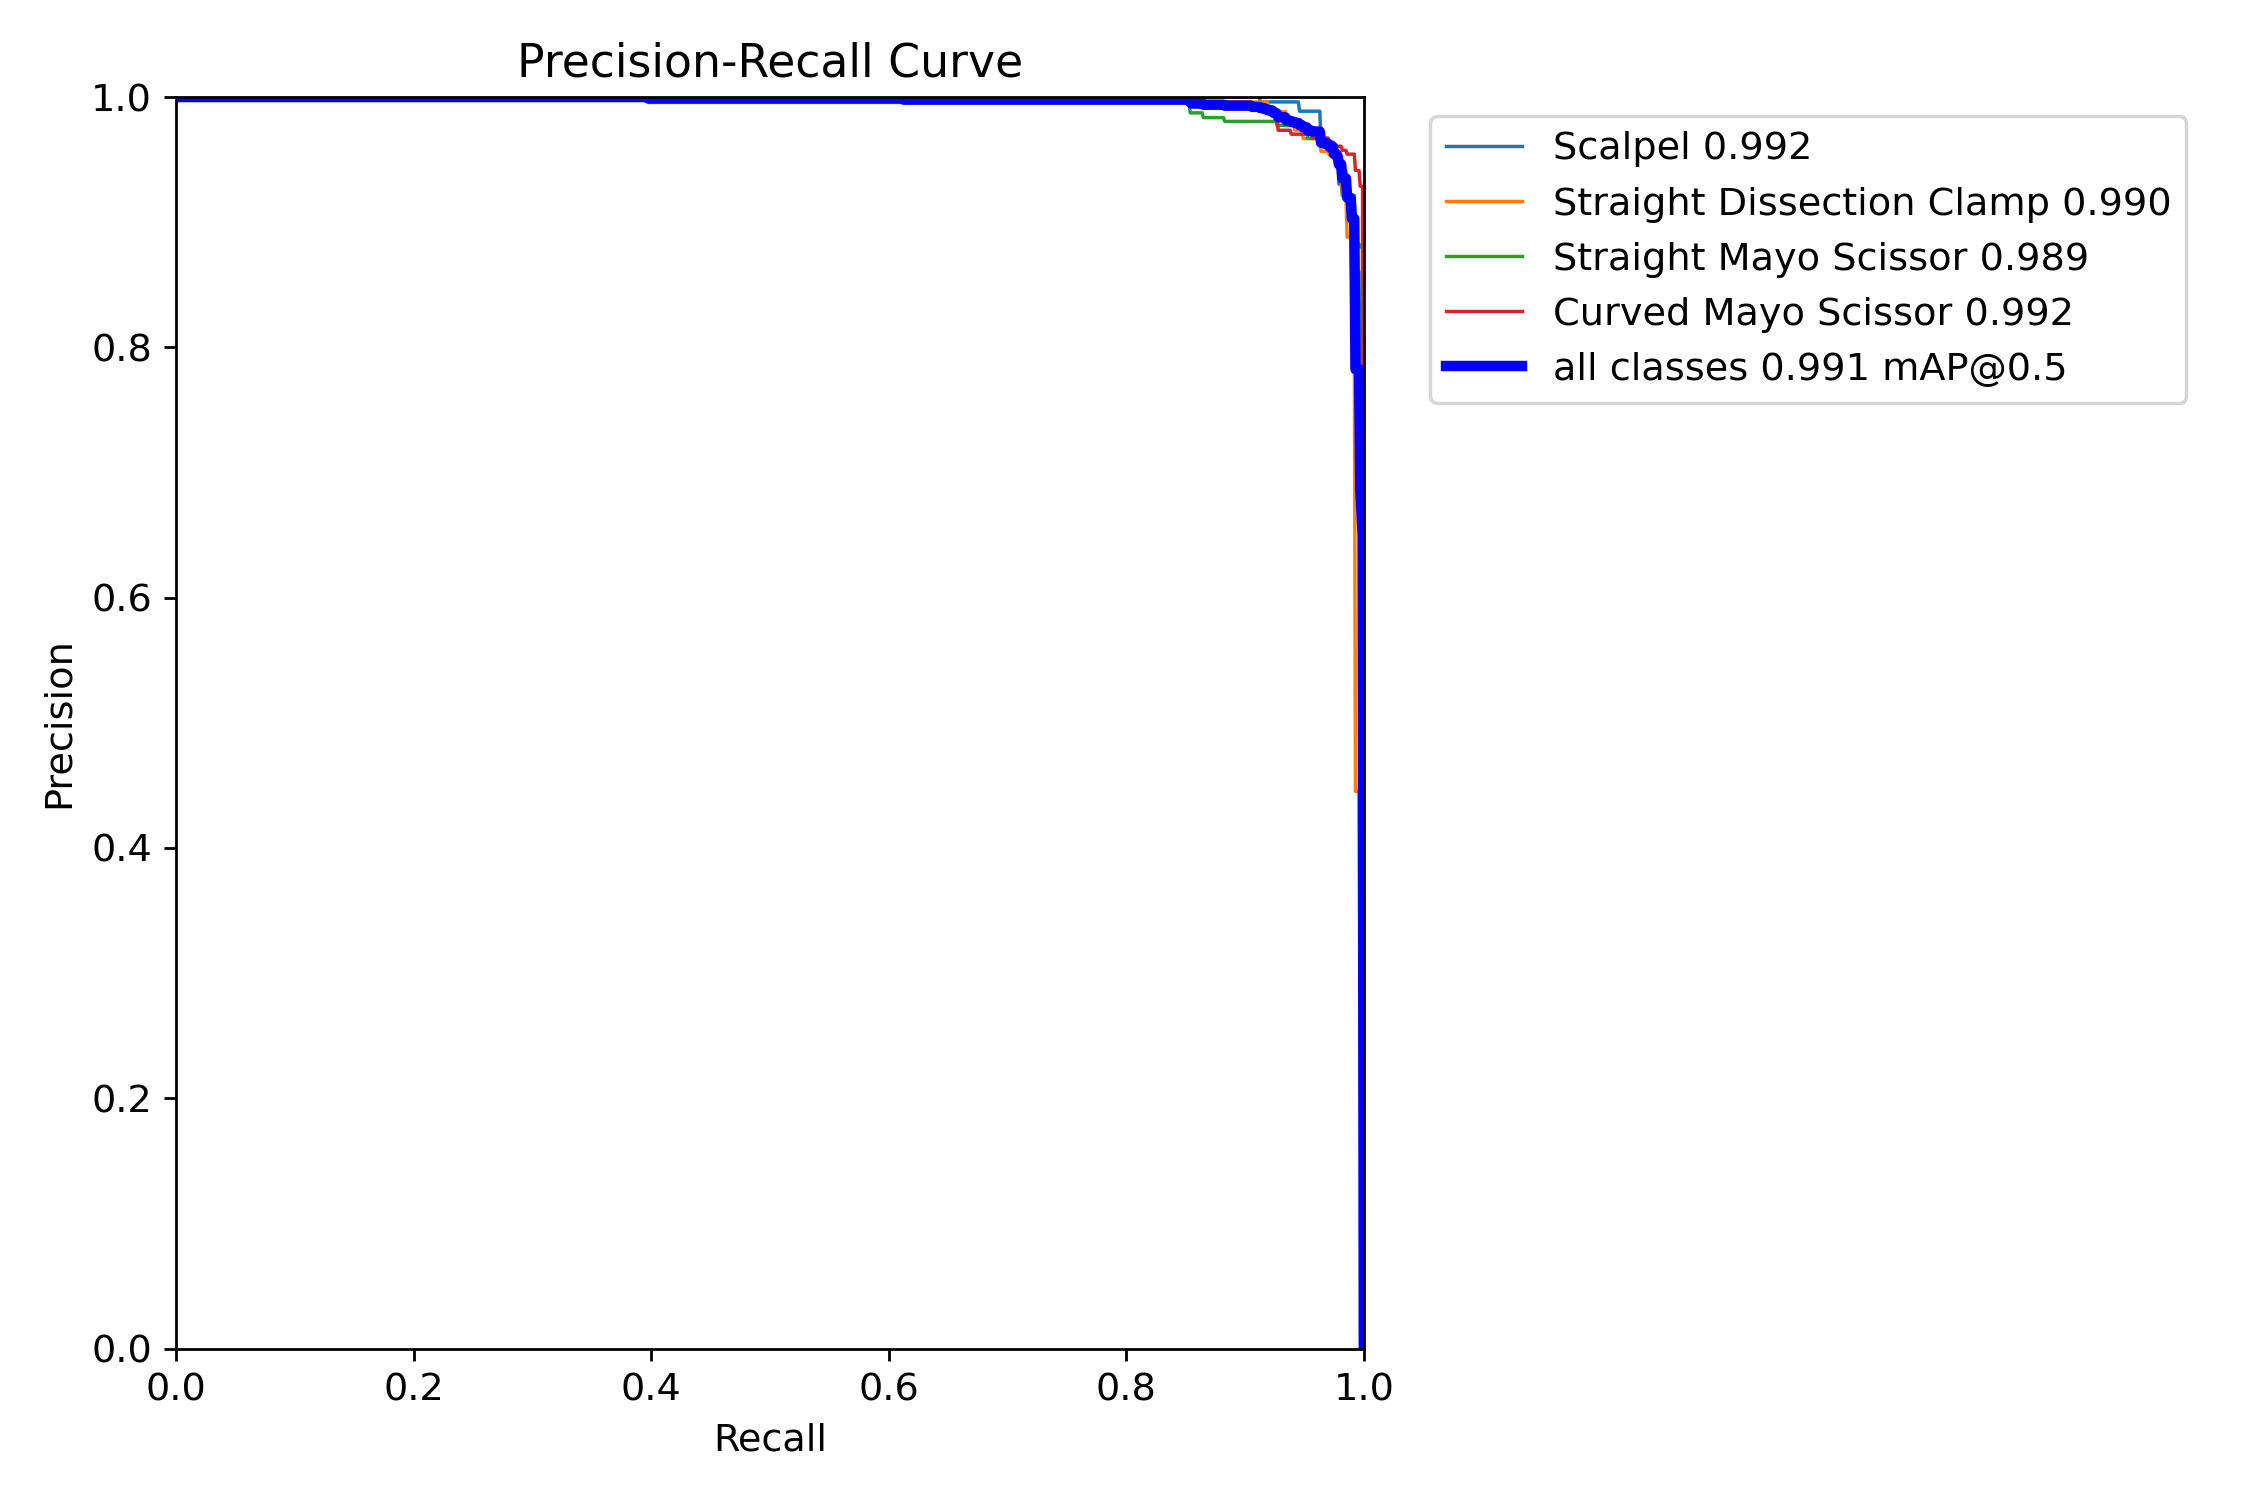 Precision-Recall Curve
1.0
0.8
0.6
0.4
0.2
0.0
Precision
0.0 0.2 0.4 0.6 0.8 1.0
Recall
Scalpel 0.992
Straight Dissection Clamp 0.990
Straight Mayo Scissor 0.989
Curved Mayo Scissor 0.992
all classes 0.991 mAP@0.5